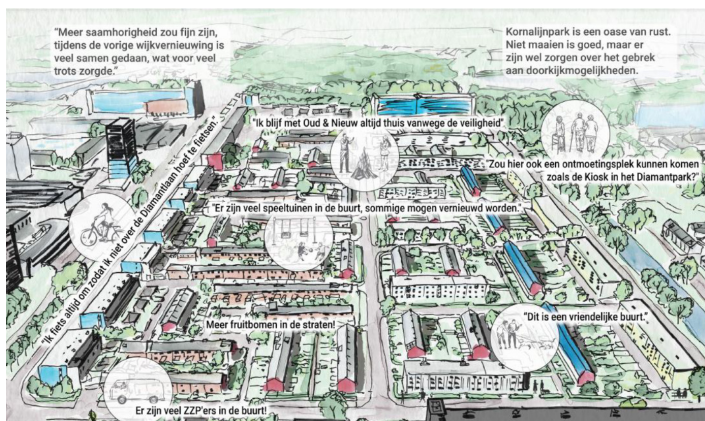 “Meer saamhorigheid zou fijn zijn,
tijdens de vorige wijkvernieuwing is
veel samen gedaan, wat voor veel
trots zorgde.”
Kornalijnpark is een oase van rust.
Niet maaien is goed, maar er
zijn wel zorgen over het gebrek
aan doorkijkmogelijkheden.
"Ik blijf met Oud & Nieuw altijd thuis vanwege de veiligheid"
"Zou hier ook een ontmoetingsplek kunnen komen
zoals de Kiosk in het Diamantpark?"
"Ik fiets altijd om zodat ik niet over de Diamantlaan hoef te fietsen."
"Er zijn veel speeltuinen in de buurt, sommige mogen vernieuwd worden."
Meer fruitbomen in de straten!
“Dit is een vriendelijke buurt.”
Er zijn veel ZZP'ers in de buurt!